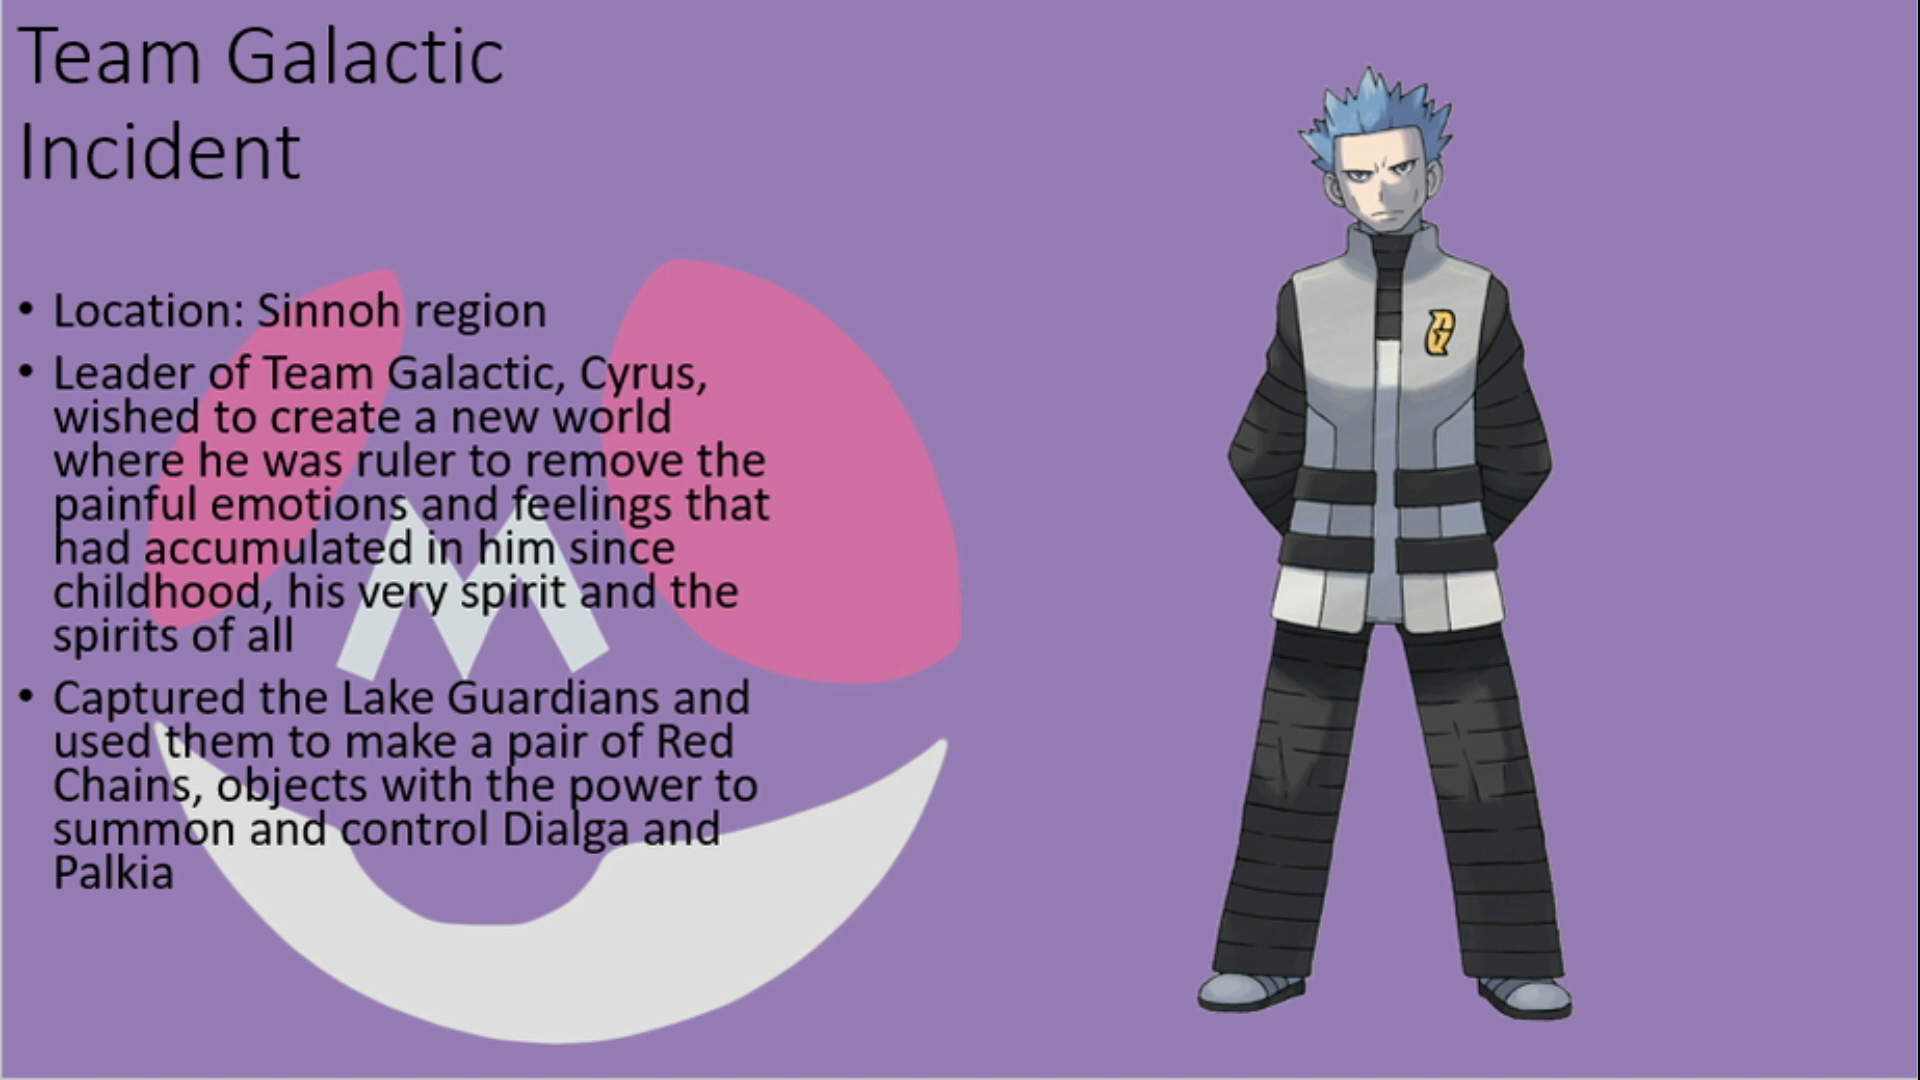 Team Galactic
Incident
• Location: Sinnoh region
• Leader of Team Galactic, Cyrus,
wished to create a new world
where he was ruler to remove the
painful emotions and feelings that
had accumulated in him since
childhood, his very spirit and the
spirits of all
• Captured the Lake Guardians and
used them to make a pair of Red
Chains, objects with the power to
summon and control Dialga and
Palkia
M
G